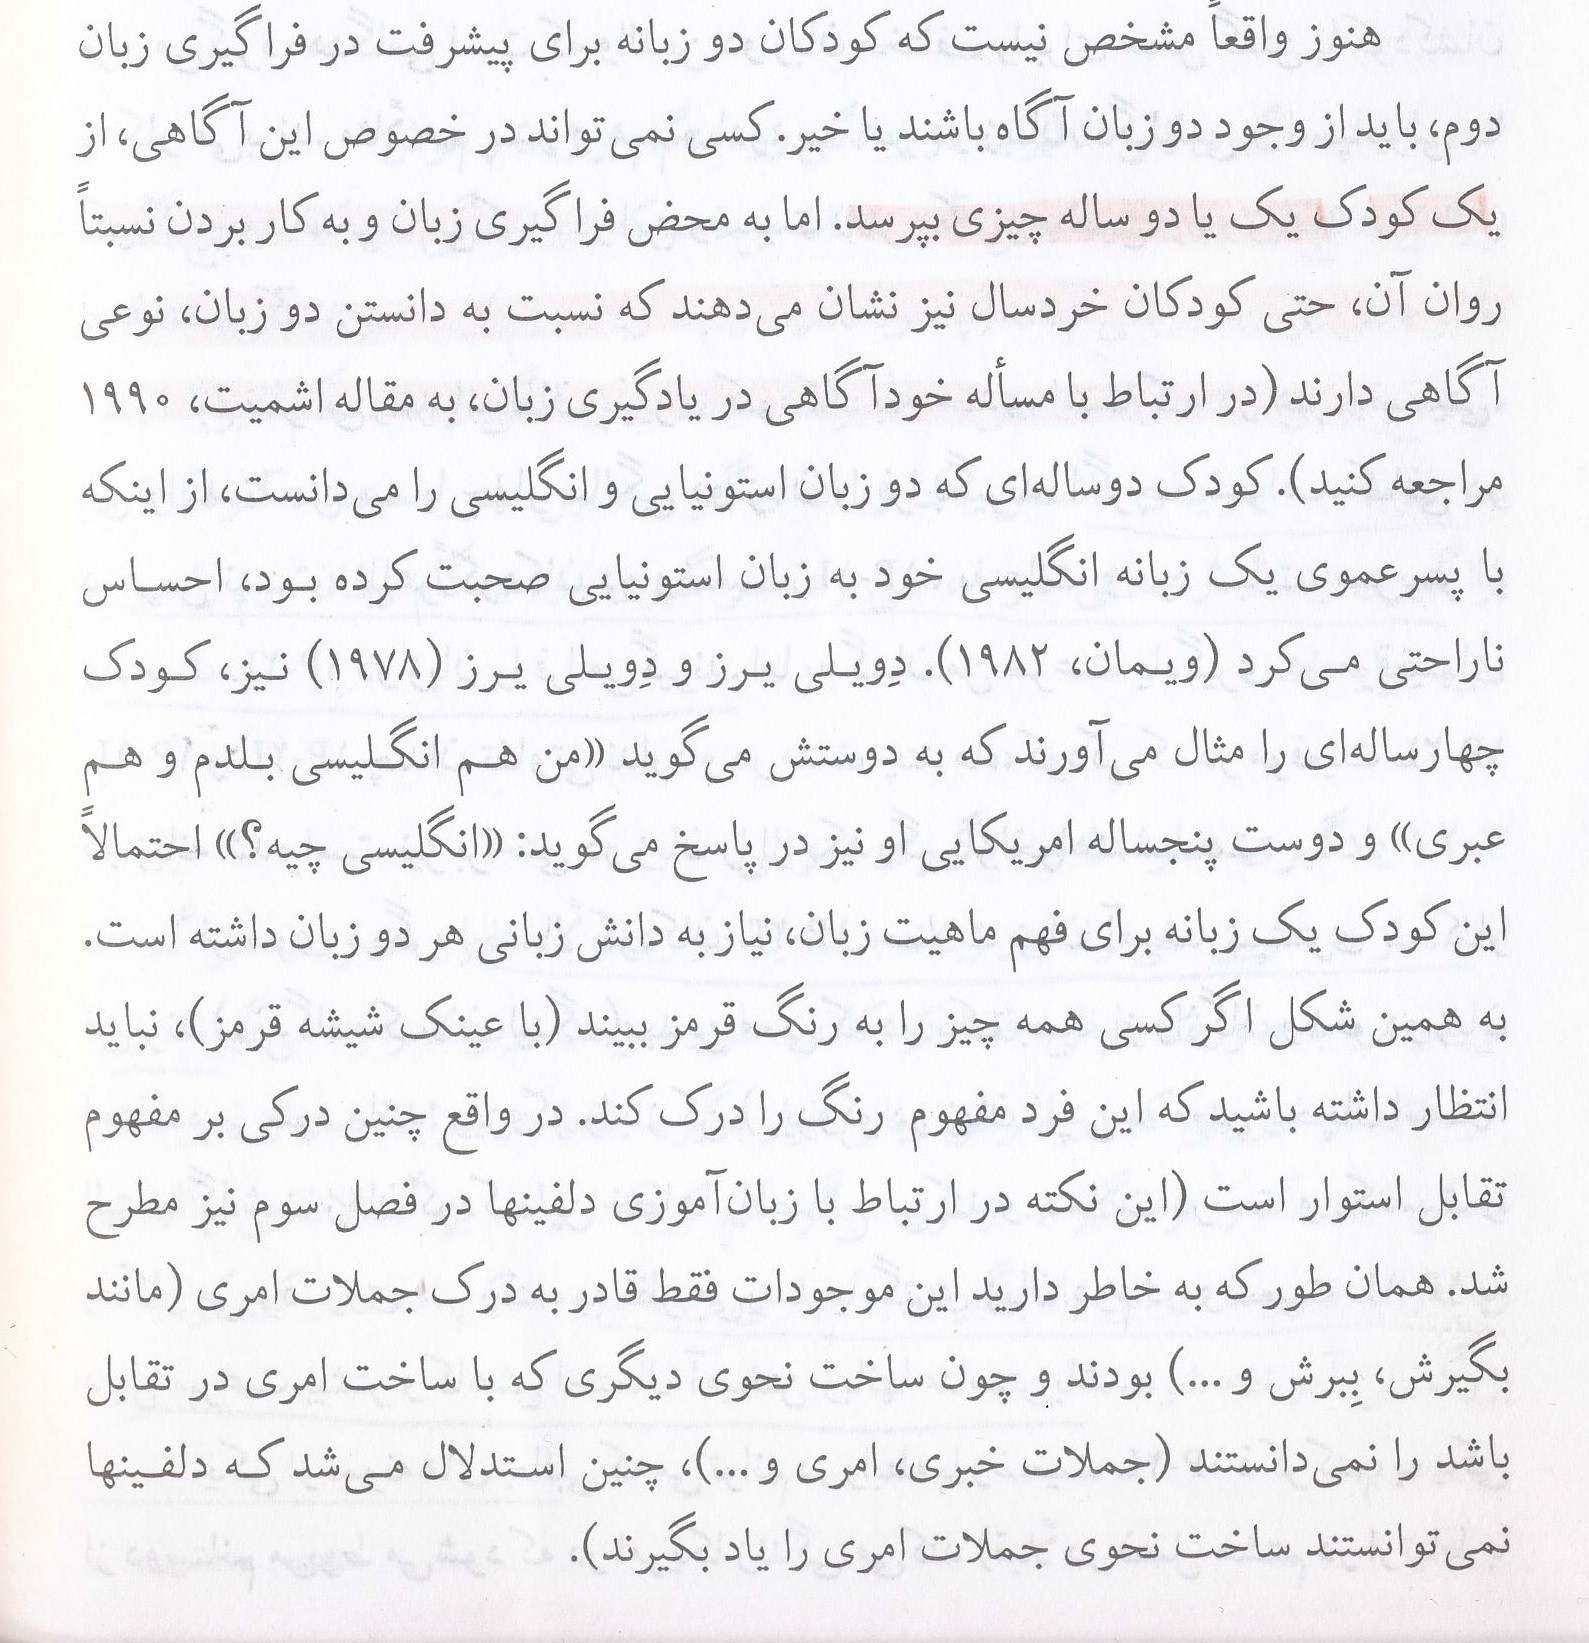 هنوز واقعاً مشخص نیست که کودکان دو زبانه برای پیشرفت در فراگیری زبان
دوم، باید از وجود دو زبان آگاه باشند یا خیر. کسی نمی‌تواند در خصوص این آگاهی، از
یک کودک یک یا دو ساله چیزی بپرسد. اما به محض فراگیری زبان و به کار بردن نسبتاً
روان آن، حتی کودکان خردسال نیز نشان می‌دهند که نسبت به دانستن دو زبان، نوعی
آگاهی دارند (در ارتباط با مسأله خودآگاهی در یادگیری زبان، به مقاله اشمیت، ۱۹۹۰
مراجعه کنید). کودک دوساله‌ای که دو زبان استونیایی و انگلیسی را می‌دانست، از اینکه
با پسرعموی یک زبانه انگلیسی خود به زبان استونیایی صحبت کرده بود، احساس
ناراحتی می‌کرد (ویمان، ۱۹۸۲). دِویلی یرز و دِویلی یرز (۱۹۷۸) نیز، کودک
چهارساله‌ای را مثال می‌آورند که به دوستش می‌گوید «من هم انگلیسی بلدم و هم
عبری» و دوست پنجساله امریکایی او نیز در پاسخ می‌گوید: «انگلیسی چیه؟» احتمالاً
این کودک یک زبانه برای فهم ماهیت زبان، نیاز به دانش زبانی هر دو زبان داشته است.
به همین شکل اگر کسی همه چیز را به رنگ قرمز ببیند (با عینک شیشه قرمز)، نباید
انتظار داشته باشید که این فرد مفهوم رنگ را درک کند. در واقع چنین درکی بر مفهوم
تقابل استوار است (این نکته در ارتباط با زبان‌آموزی دلفینها در فصل سوم نیز مطرح
شد. همان طور که به خاطر دارید این موجودات فقط قادر به درک جملات امری (مانند
بگیرش، بِبرش و ...) بودند و چون ساخت نحوی دیگری که با ساخت امری در تقابل
باشد را نمی‌دانستند (جملات خبری، امری و ...)، چنین استدلال می‌شد که دلفینها
نمی‌توانستند ساخت نحوی جملات امری را یاد بگیرند).